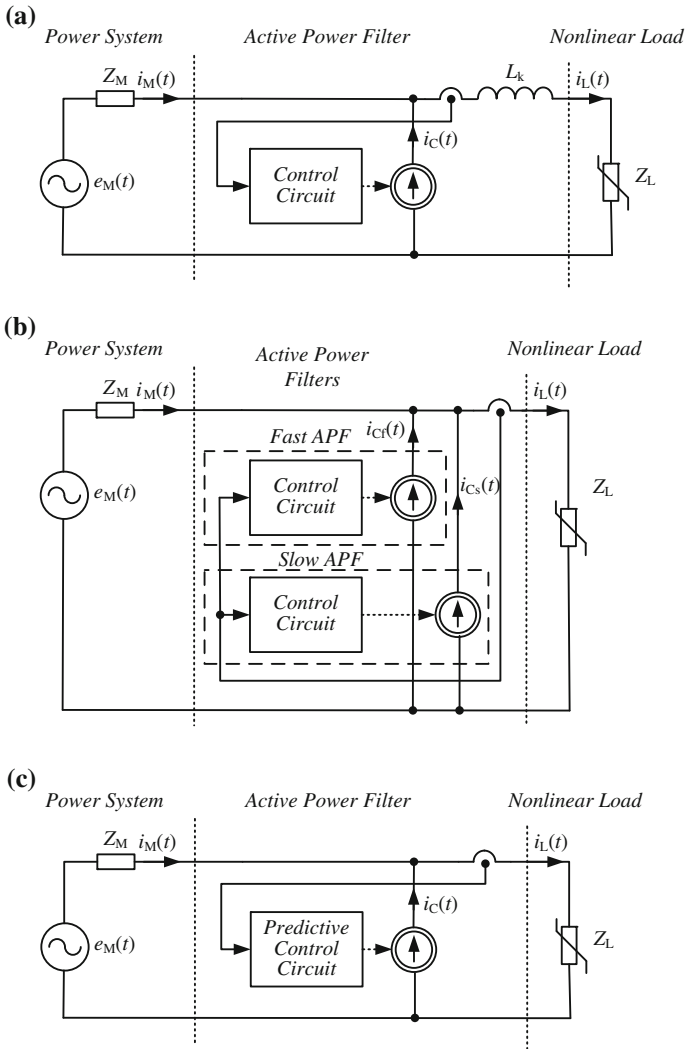 (a)
Power System Active Power Filter Nonlinear Load
Z_M i_M(t) L_k i_L(t)
i_C(t)
e_M(t) Control Circuit Z_L
(b)
Power System Active Power Filters Nonlinear Load
Z_M i_M(t) i_L(t)
Fast APF i_Cf(t)
e_M(t) Control Circuit i_Cs(t) Z_L
Slow APF
Control Circuit
(c)
Power System Active Power Filter Nonlinear Load
Z_M i_M(t) i_L(t)
i_C(t)
e_M(t) Predictive Control Circuit Z_L